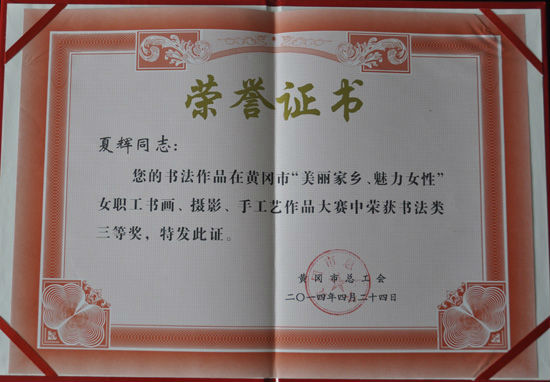 荣誉证书
夏辉同志：
您的书法作品在黄冈市“美丽家乡、魅力女性”
女职工书画、摄影、手工艺作品大赛中荣获书法类
三等奖，特发此证。
黄冈市总工会
二〇一四年四月二十四日